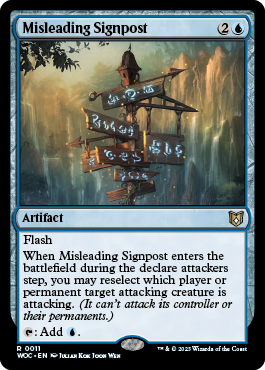 Misleading Signpost 2
Artifact
Flash
When Misleading Signpost enters the
battlefield during the declare attackers
step, you may reselect which player or
permanent target attacking creature is
attacking. (It can't attack its controller or
their permanents.)
: Add .
R 0011
WOC • EN Julian Kok Joon Wen
™ & © 2023 Wizards of the Coast